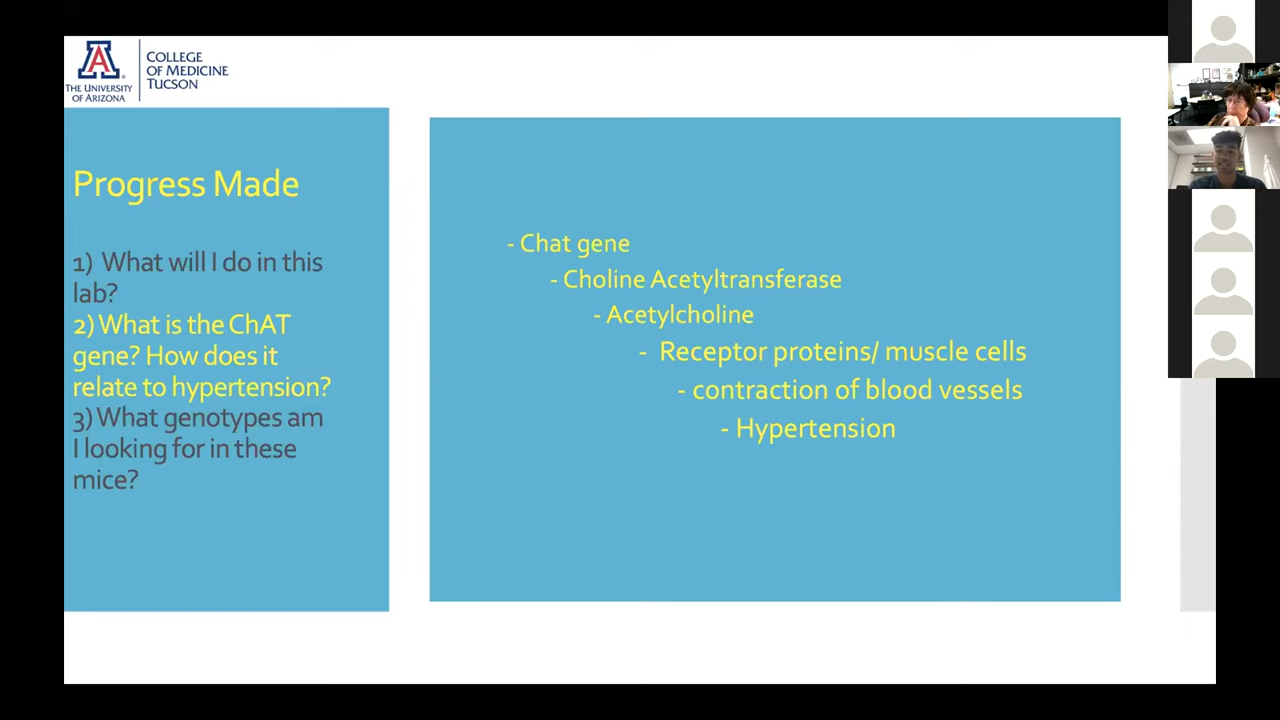 THE UNIVERSITY
OF ARIZONA
COLLEGE
OF MEDICINE
TUCSON
Progress Made
1) What will I do in this
lab?
2) What is the ChAT
gene? How does it
relate to hypertension?
3) What genotypes am
I looking for in these
mice?
- Chat gene
- Choline Acetyltransferase
- Acetylcholine
- Receptor proteins/ muscle cells
- contraction of blood vessels
- Hypertension